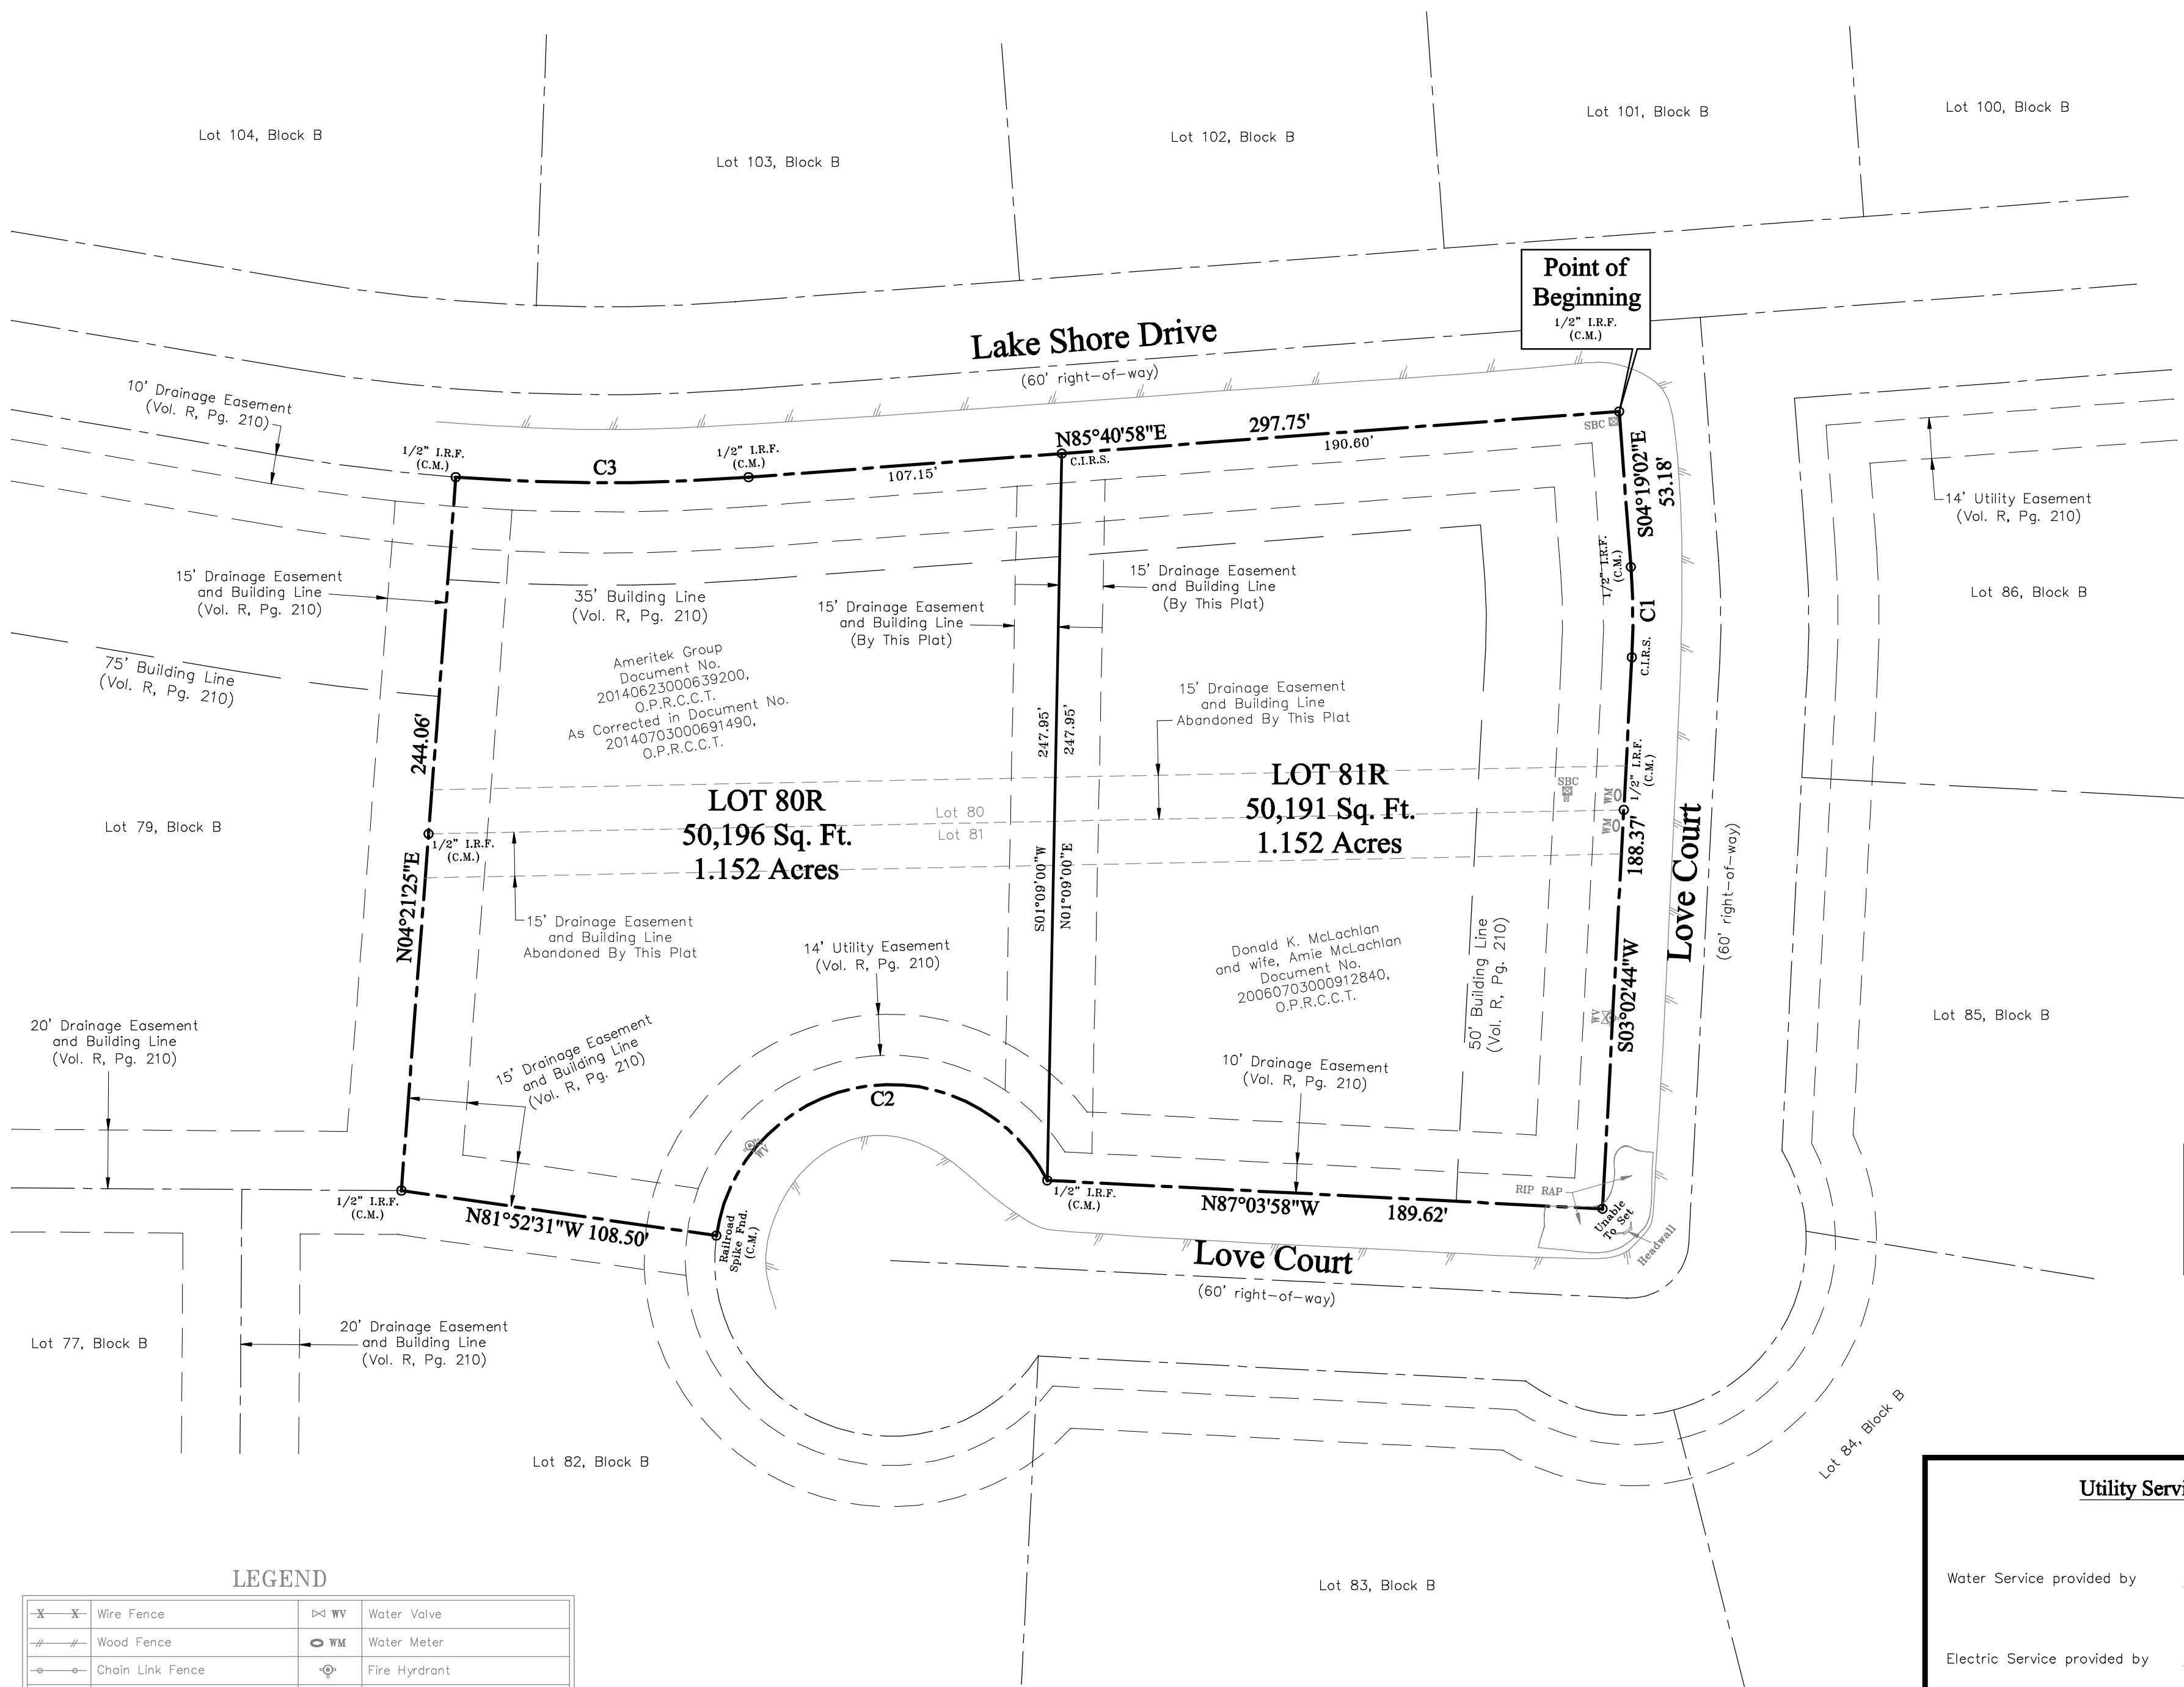 Lot 104, Block B
Lot 103, Block B
Lot 102, Block B
Lot 101, Block B
Lot 100, Block B
Point of
Beginning
1/2" I.R.F.
(C.M.)
Lake Shore Drive
(60' right-of-way)
10' Drainage Easement
(Vol. R, Pg. 210)
1/2" I.R.F.
(C.M.)
C3
1/2" I.R.F.
(C.M.)
107.15'
N85°40'58"E
C.I.R.S.
297.75'
190.60'
SBC
S04°19'02"E
53.18'
14' Utility Easement
(Vol. R, Pg. 210)
15' Drainage Easement
and Building Line
(Vol. R, Pg. 210)
35' Building Line
(Vol. R, Pg. 210)
15' Drainage Easement
and Building Line
(By This Plat)
15' Drainage Easement
and Building Line
(By This Plat)
1/2" I.R.F.
(C.M.)
C1
C.I.R.S.
Lot 86, Block B
75' Building Line
(Vol. R, Pg. 210)
Ameritek Group
Document No.
20140623000639200,
O.P.R.C.C.T.
As Corrected in Document No.
20140703000691490,
O.P.R.C.C.T.
15' Drainage Easement
and Building Line
Abandoned By This Plat
244.06'
247.95'
247.95'
LOT 80R
50,196 Sq. Ft.
1.152 Acres
Lot 80
Lot 81
LOT 81R
50,191 Sq. Ft.
1.152 Acres
SBC
WM
WM
1/2" I.R.F.
(C.M.)
188.37'
Love Court
(60' right-of-way)
Lot 79, Block B
1/2" I.R.F.
(C.M.)
N04°21'25"E
S01°09'00"W
N01°09'00"E
15' Drainage Easement
and Building Line
Abandoned By This Plat
14' Utility Easement
(Vol. R, Pg. 210)
Donald K. McLachlan
and wife, Amie McLachlan
Document No.
20060703000912840,
O.P.R.C.C.T.
50' Building Line
(Vol. R, Pg. 210)
WV
S03°02'44"W
Lot 85, Block B
20' Drainage Easement
and Building Line
(Vol. R, Pg. 210)
15' Drainage Easement
and Building Line
(Vol. R, Pg. 210)
10' Drainage Easement
(Vol. R, Pg. 210)
C2
WV
1/2" I.R.F.
(C.M.)
N81°52'31"W 108.50'
Railroad
Spike Fnd.
(C.M.)
1/2" I.R.F.
(C.M.)
N87°03'58"W
189.62'
RIP RAP
Unable
To Set
Headwall
Love Court
(60' right-of-way)
Lot 77, Block B
20' Drainage Easement
and Building Line
(Vol. R, Pg. 210)
Lot 82, Block B
Lot 84, Block B
Lot 83, Block B
Utility Servi
Water Service provided by
Electric Service provided by
LEGEND
X X Wire Fence WV Water Valve
Wood Fence WM Water Meter
Chain Link Fence Fire Hyrdrant